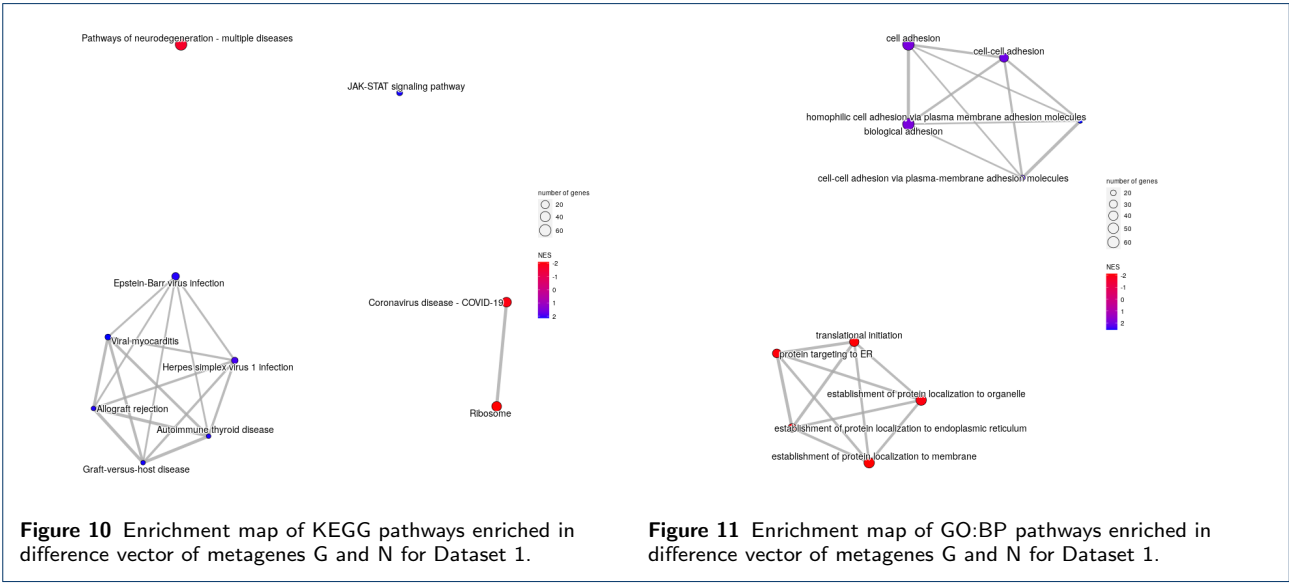 Pathways of neurodegeneration - multiple diseases
JAK-STAT signaling pathway
number of genes
20
40
60
NES
-2
-1
0
1
2
Epstein-Barr virus infection
Coronavirus disease - COVID-19
Viral myocarditis
Herpes simplex virus 1 infection
Allograft rejection
Ribosome
Autoimmune thyroid disease
Graft-versus-host disease
Figure 10 Enrichment map of KEGG pathways enriched in
difference vector of metagenes G and N for Dataset 1.
cell adhesion
cell-cell adhesion
homophilic cell adhesion via plasma membrane adhesion molecules
biological adhesion
cell-cell adhesion via plasma-membrane adhesion molecules
number of genes
20
30
40
50
60
NES
-2
-1
0
1
2
translational initiation
protein targeting to ER
establishment of protein localization to organelle
establishment of protein localization to endoplasmic reticulum
establishment of protein localization to membrane
Figure 11 Enrichment map of GO:BP pathways enriched in
difference vector of metagenes G and N for Dataset 1.